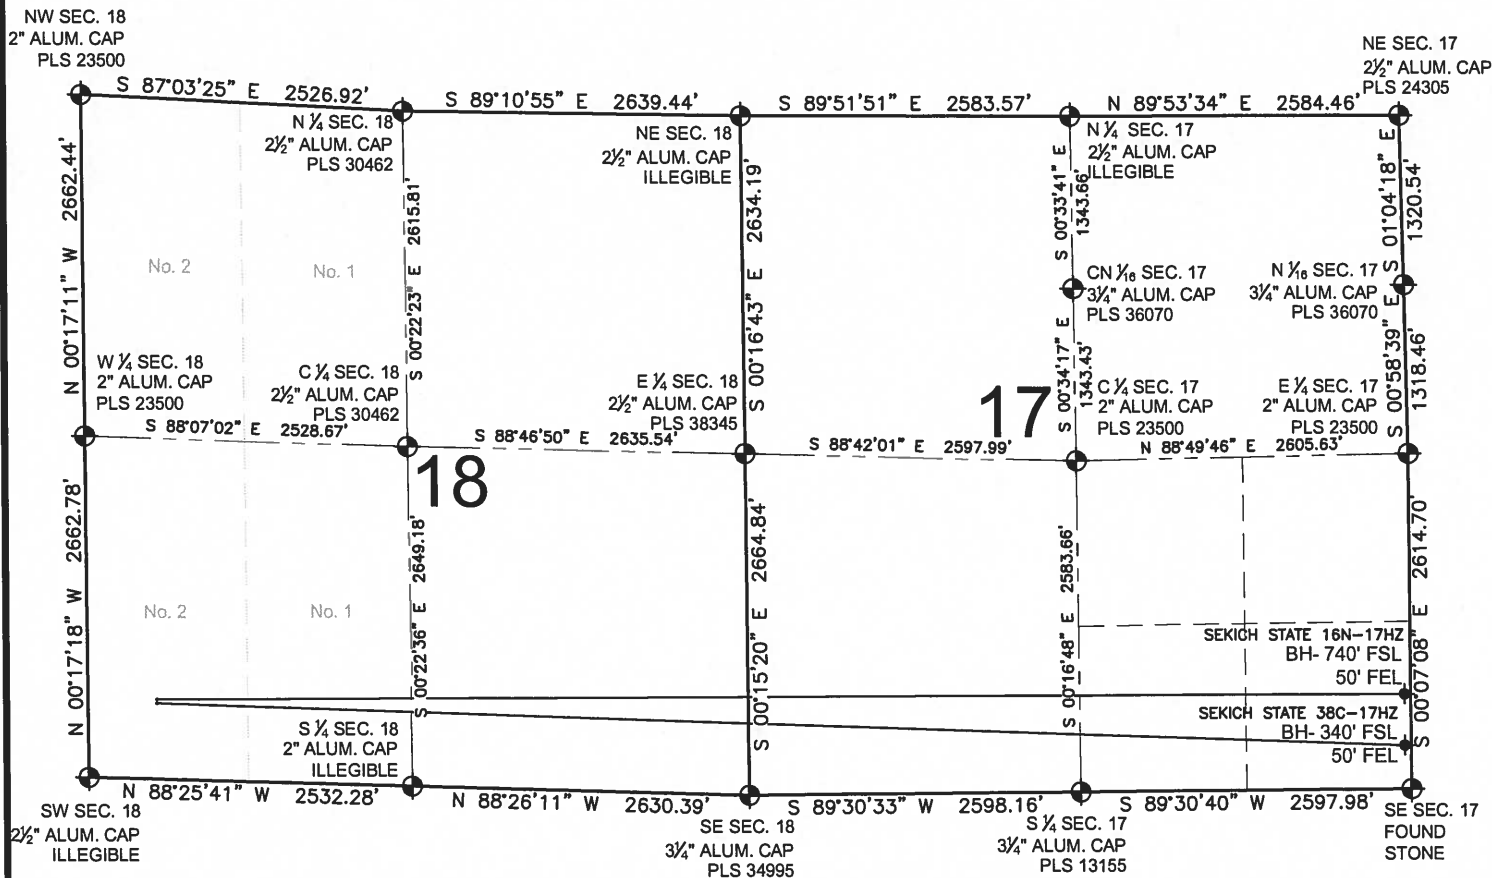 NW SEC. 18
2" ALUM. CAP
PLS 23500
NE SEC. 17
2½" ALUM. CAP
PLS 24305
S 87°03'25" E 2526.92'
S 89°10'55" E 2639.44'
S 89°51'51" E 2583.57'
N 89°53'34" E 2584.46'
N ¼ SEC. 18
2½" ALUM. CAP
PLS 30462
NE SEC. 18
2½" ALUM. CAP
ILLEGIBLE
N ¼ SEC. 17
2½" ALUM. CAP
ILLEGIBLE
N 00°17'11" W 2662.44'
S 00°22'23" E 2615.81'
S 00°16'43" E 2634.19'
S 00°33'41" E
1343.66'
S 01°04'18" E
1320.54'
No. 2
No. 1
CN 1⁄16 SEC. 17
3¼" ALUM. CAP
PLS 36070
N 1⁄16 SEC. 17
3¼" ALUM. CAP
PLS 36070
S 00°34'17" E
1343.43'
S 00°58'39" E
1318.46'
W ¼ SEC. 18
2" ALUM. CAP
PLS 23500
C ¼ SEC. 18
2½" ALUM. CAP
PLS 30462
E ¼ SEC. 18
2½" ALUM. CAP
PLS 38345
17
C ¼ SEC. 17
2" ALUM. CAP
PLS 23500
E ¼ SEC. 17
2" ALUM. CAP
PLS 23500
S 88°07'02" E 2528.67'
S 88°46'50" E 2635.54'
S 88°42'01" E 2597.99'
N 88°49'46" E 2605.63'
18
N 00°17'18" W 2662.78'
S 00°22'36" E 2649.18'
S 00°15'20" E 2664.84'
S 00°16'48" E 2583.66'
S 00°07'08" E 2614.70'
No. 2
No. 1
SEKICH STATE 16N-17HZ
BH- 740' FSL
50' FEL
SEKICH STATE 38C-17HZ
BH- 340' FSL
50' FEL
S ¼ SEC. 18
2" ALUM. CAP
ILLEGIBLE
N 88°25'41" W 2532.28'
N 88°26'11" W 2630.39'
S 89°30'33" W 2598.16'
S 89°30'40" W 2597.98'
SW SEC. 18
2½" ALUM. CAP
ILLEGIBLE
SE SEC. 18
3¼" ALUM. CAP
PLS 34995
S ¼ SEC. 17
3¼" ALUM. CAP
PLS 13155
SE SEC. 17
FOUND
STONE